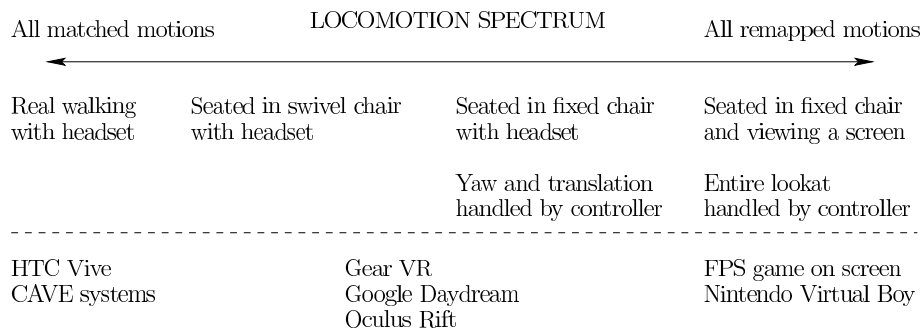 LOCOMOTION SPECTRUM
All matched motions
All remapped motions
Real walking
with headset
Seated in swivel chair
with headset
Seated in fixed chair
with headset
Seated in fixed chair
and viewing a screen
Yaw and translation
handled by controller
Entire lookat
handled by controller
HTC Vive
CAVE systems
Gear VR
Google Daydream
Oculus Rift
FPS game on screen
Nintendo Virtual Boy